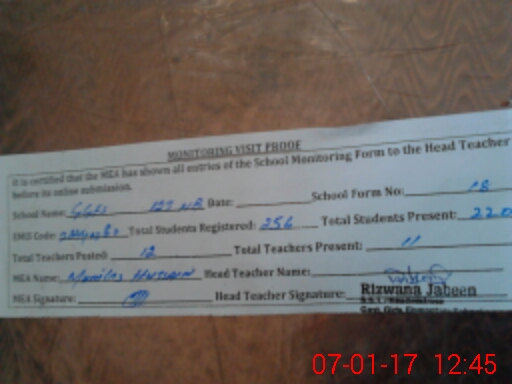 MONITORING VISIT PROOF
It is certified that the MEA has shown all entries of the School Monitoring Form to the Head Teacher
before its online submission.
School Name: GGES 127 NB Date: School Form No: 18
EMIS Code: Total Students Registered: 256 Total Students Present: 220
Total Teachers Posted: 12 Total Teachers Present: 11
MEA Name: Hussain Head Teacher Name:
MEA Signature: Head Teacher Signature:
Rizwana Jabeen
07-01-17 12:45